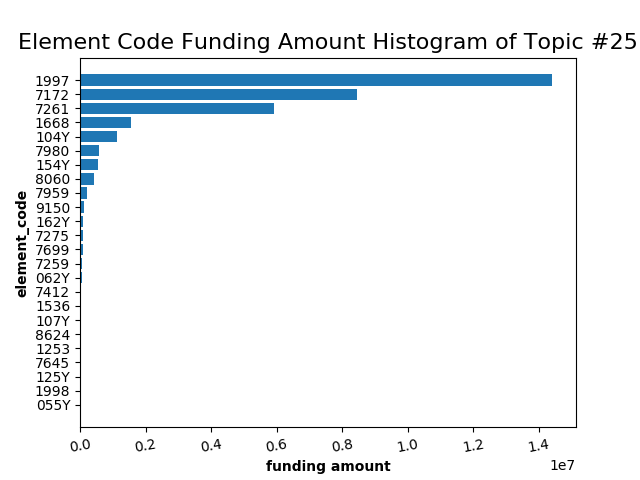 Element Code Funding Amount Histogram of Topic #25
1997
7172
7261
1668
104Y
7980
154Y
8060
7959
9150
162Y
7275
7699
7259
062Y
7412
1536
107Y
8624
1253
7645
125Y
1998
055Y
element_code
0.0 0.2 0.4 0.6 0.8 1.0 1.2 1.4
1e7
funding amount